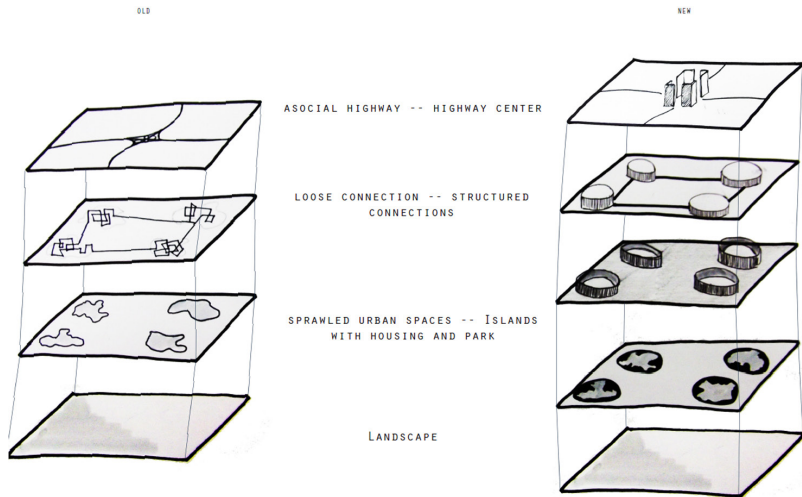 OLD
NEW
ASOCIAL HIGHWAY -- HIGHWAY CENTER
LOOSE CONNECTION -- STRUCTURED
CONNECTIONS
SPRAWLED URBAN SPACES -- ISLANDS
WITH HOUSING AND PARK
LANDSCAPE